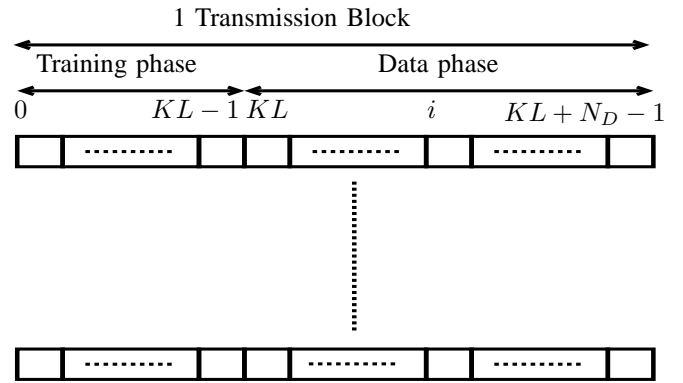 1 Transmission Block
Training phase Data phase
0 KL − 1 KL i KL + N_D − 1